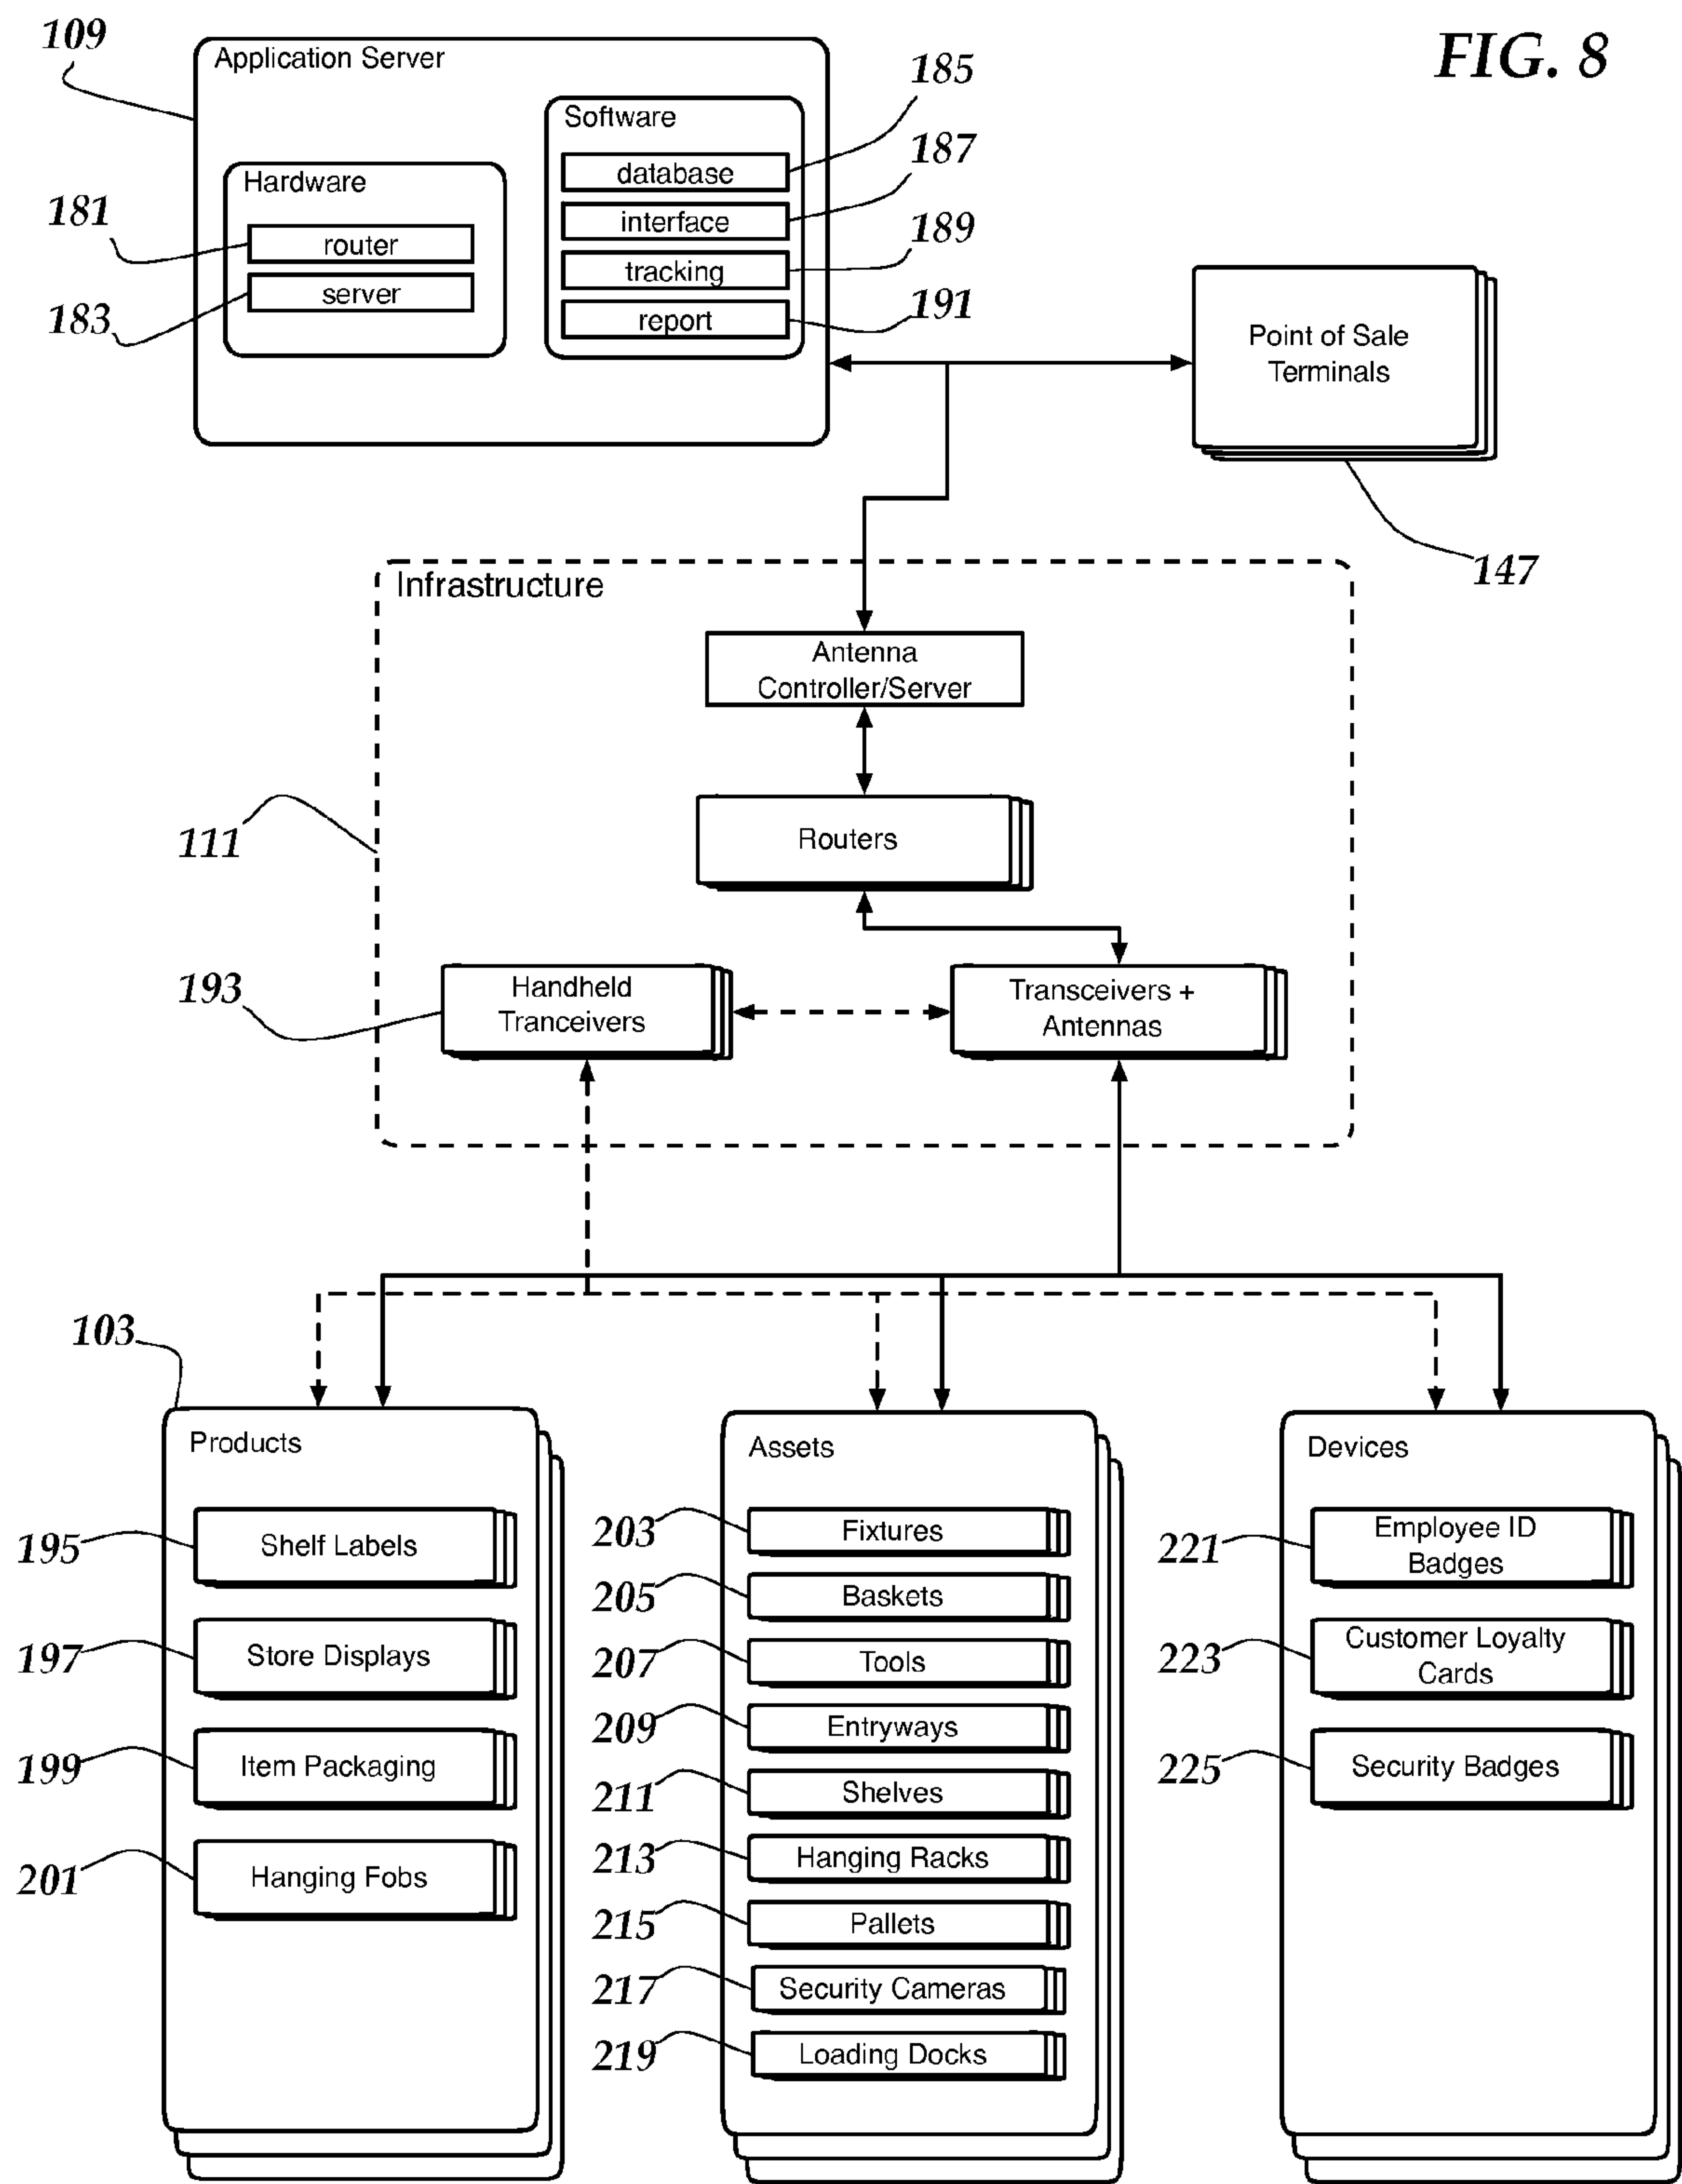 FIG. 8
109
Application Server
Hardware
181
router
183
server
Software
185
database
187
interface
189
tracking
191
report
Point of Sale
Terminals
147
Infrastructure
111
Antenna
Controller/Server
Routers
193
Handheld
Tranceivers
Transceivers +
Antennas
103
Products
195
Shelf Labels
197
Store Displays
199
Item Packaging
201
Hanging Fobs
Assets
203
Fixtures
205
Baskets
207
Tools
209
Entryways
211
Shelves
213
Hanging Racks
215
Pallets
217
Security Cameras
219
Loading Docks
Devices
221
Employee ID
Badges
223
Customer Loyalty
Cards
225
Security Badges